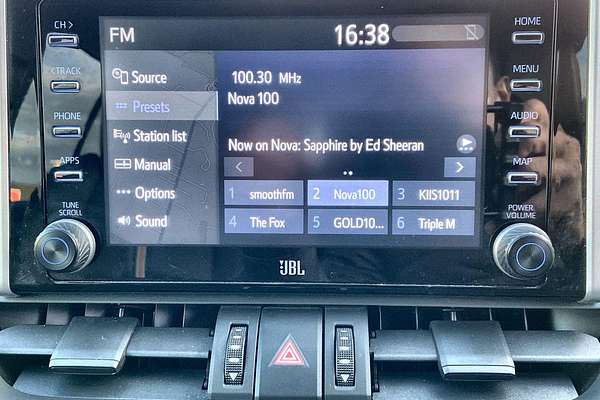 CH >
<TRACK
PHONE
APPS
TUNE
SCROLL
FM
16:38
Source
Presets
Station list
Manual
Options
Sound
100.30 MHz
Nova 100
Now on Nova: Sapphire by Ed Sheeran
< >
1 smoothfm
2 Nova100
3 KIIS1011
4 The Fox
5 GOLD10...
6 Triple M
HOME
MENU
AUDIO
MAP
POWER
VOLUME
JBL